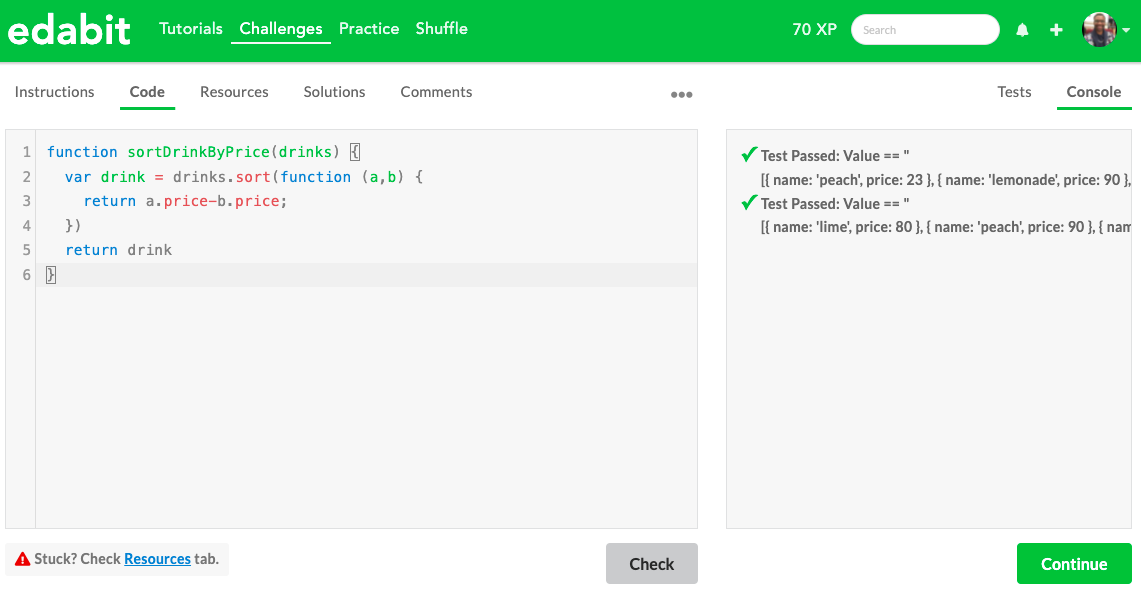 edabit Tutorials Challenges Practice Shuffle 70 XP Search
Instructions Code Resources Solutions Comments Tests Console
1 function sortDrinkByPrice(drinks) {
2 var drink = drinks.sort(function (a,b) {
3 return a.price-b.price;
4 })
5 return drink
6 }
Test Passed: Value == "
[{ name: 'peach', price: 23 }, { name: 'lemonade', price: 90 },
Test Passed: Value == "
[{ name: 'lime', price: 80 }, { name: 'peach', price: 90 }, { nam
Stuck? Check Resources tab.
Check
Continue